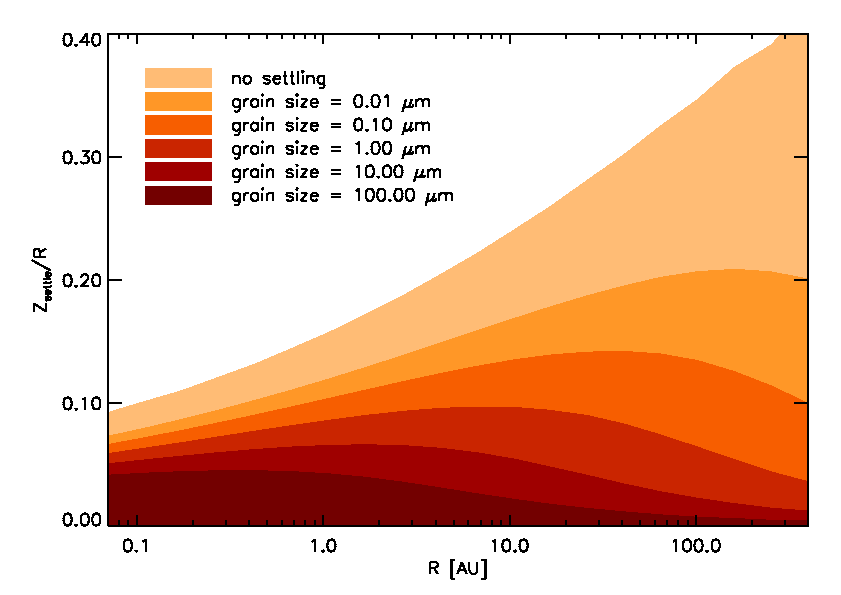 0.40
no settling
grain size = 0.01 μm
grain size = 0.10 μm
grain size = 1.00 μm
grain size = 10.00 μm
grain size = 100.00 μm
0.30
0.20
Zsettle/R
0.10
0.00
0.1 1.0 10.0 100.0
R [AU]